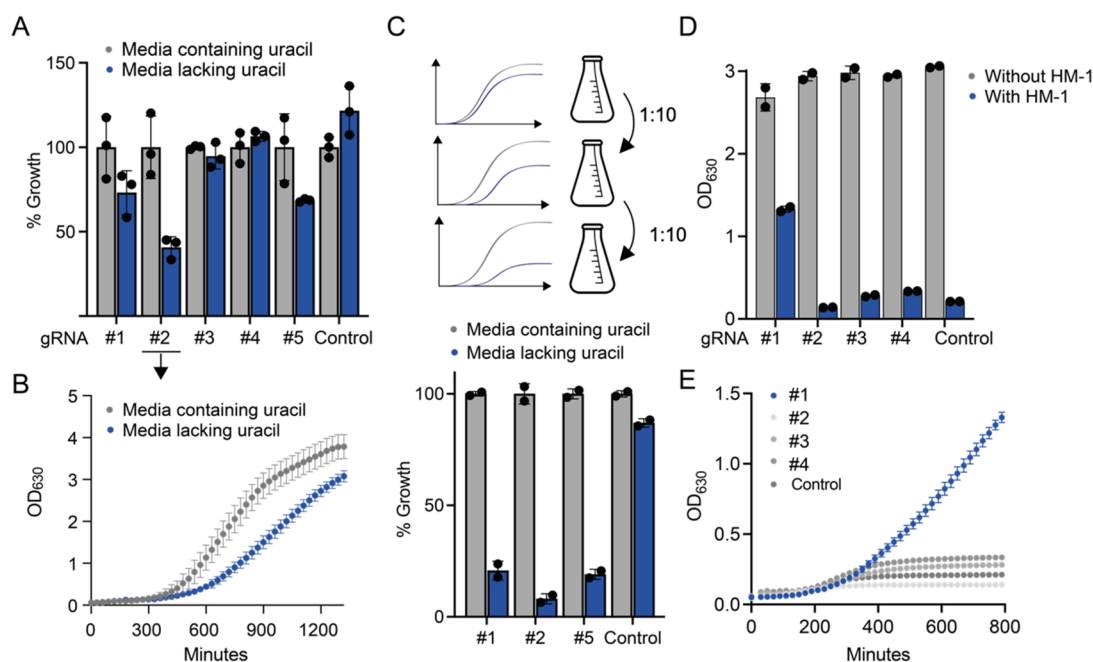 A
Media containing uracil
Media lacking uracil
150
100
50
% Growth
gRNA #1 #2 #3 #4 #5 Control
B
Media containing uracil
Media lacking uracil
5
4
3
2
1
0
OD630
0 300 600 900 1200
Minutes
C
1:10
1:10
Media containing uracil
Media lacking uracil
100
50
0
% Growth
#1 #2 #5 Control
D
Without HM-1
With HM-1
3
2
1
0
OD630
gRNA #1 #2 #3 #4 Control
E
#1
#2
#3
#4
Control
1.5
1.0
0.5
0.0
OD630
0 200 400 600 800
Minutes